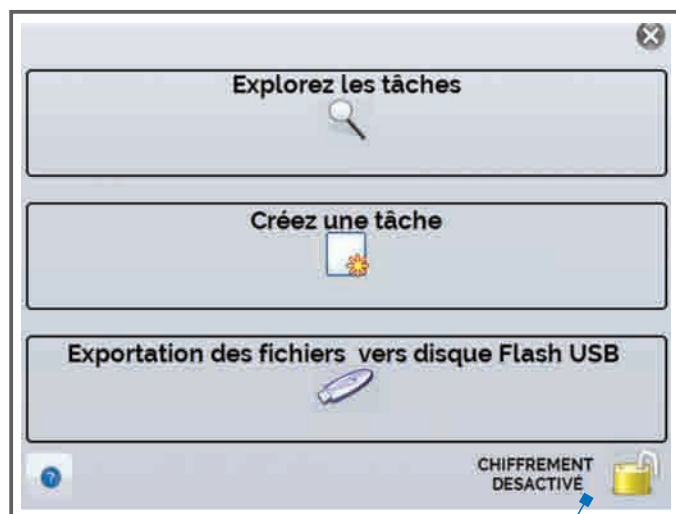 Explorez les tâches
Créez une tâche
Exportation des fichiers vers disque Flash USB
CHIFFREMENT
DESACTIVÉ
?